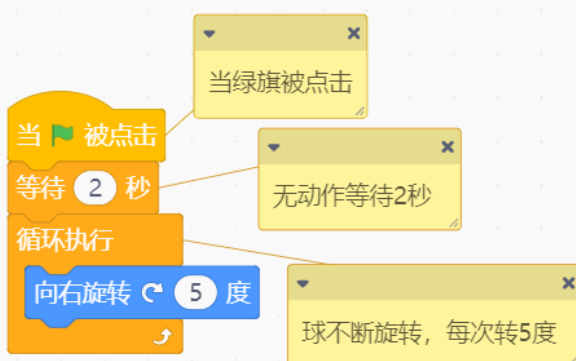 当绿旗被点击
当 被点击
等待 2 秒
无动作等待2秒
循环执行
向右旋转 5 度
球不断旋转，每次转5度